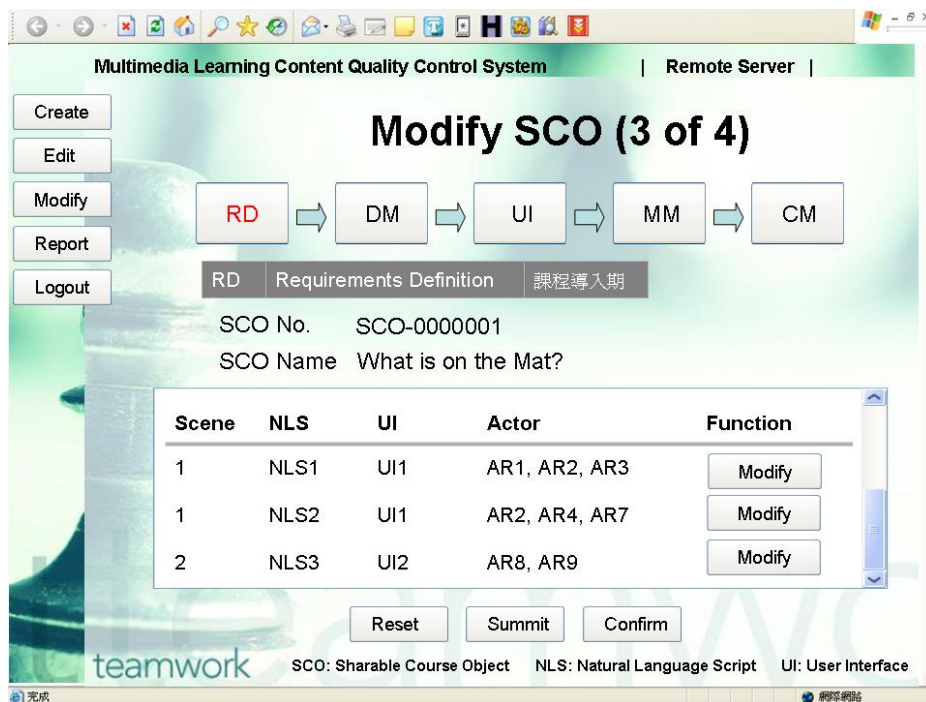 Multimedia Learning Content Quality Control System | Remote Server |
Create
Edit
Modify
Report
Logout
Modify SCO (3 of 4)
RD DM UI MM CM
RD Requirements Definition 課程導入期
SCO No. SCO-0000001
SCO Name What is on the Mat?
Scene NLS UI Actor Function
1 NLS1 UI1 AR1, AR2, AR3 Modify
1 NLS2 UI1 AR2, AR4, AR7 Modify
2 NLS3 UI2 AR8, AR9 Modify
Reset Summit Confirm
teamwork
SCO: Sharable Course Object NLS: Natural Language Script UI: User Interface
完成 網際網路